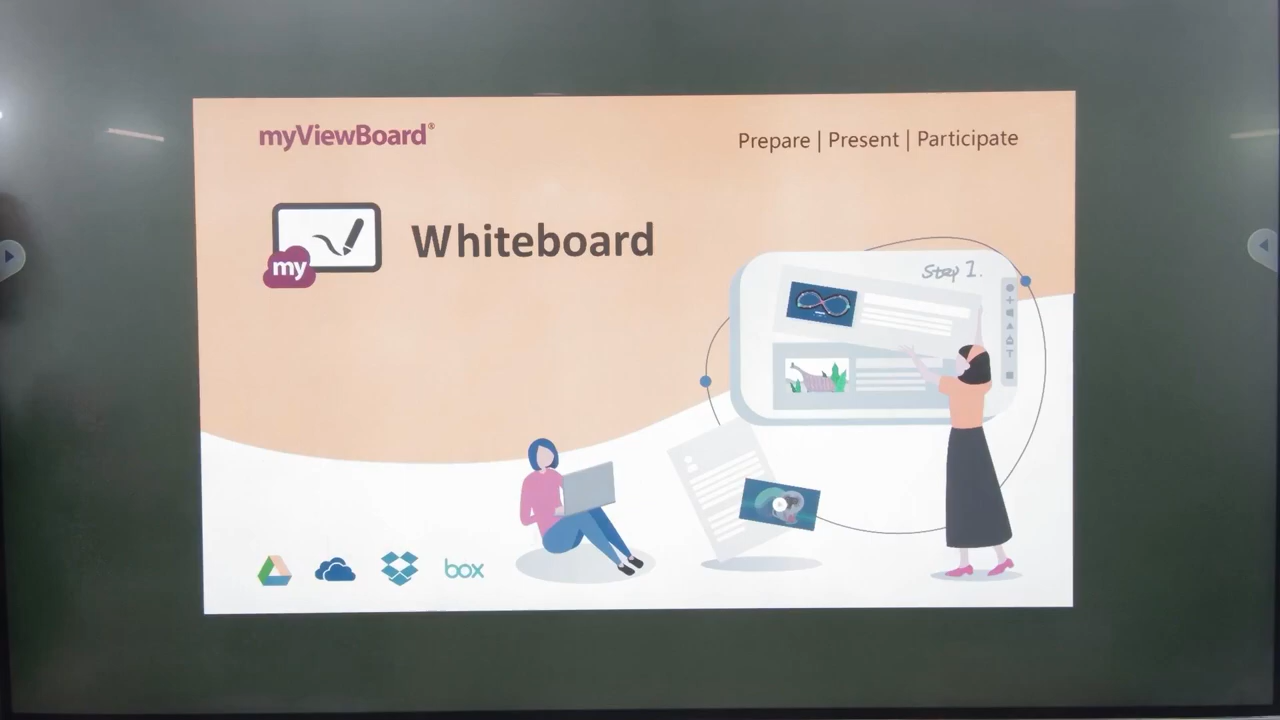 myViewBoard®
Prepare | Present | Participate
my
Whiteboard
Step 1.
box